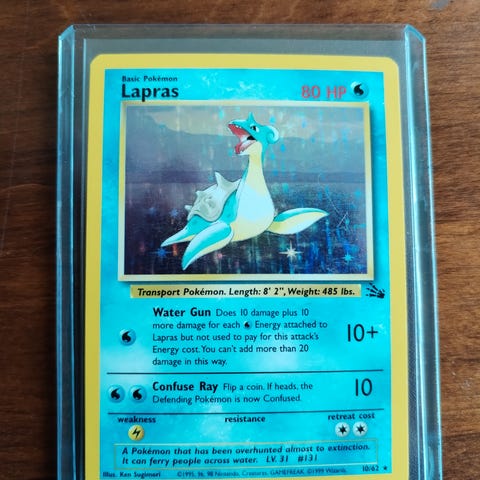 Basic Pokémon
Lapras 80 HP
Transport Pokémon. Length: 8' 2", Weight: 485 lbs.
Water Gun Does 10 damage plus 10
more damage for each Energy attached to
Lapras but not used to pay for this attack's
Energy cost. You can't add more than 20
damage in this way.
10+
Confuse Ray Flip a coin. If heads, the
Defending Pokémon is now Confused.
10
weakness resistance retreat cost
A Pokémon that has been overhunted almost to extinction.
It can ferry people across water. LV. 31 #131
Illus. Ken Sugimori ©1995, 96, 98 Nintendo, Creatures, GAMEFREAK. ©1999 Wizards. 10/62 ★